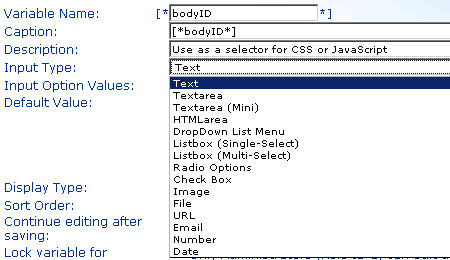 Variable Name: [* bodyID *]
Caption: [*bodyID*]
Description: Use as a selector for CSS or JavaScript
Input Type: Text
Input Option Values:
Default Value:
Text
Textarea
Textarea (Mini)
HTMLarea
DropDown List Menu
Listbox (Single-Select)
Listbox (Multi-Select)
Radio Options
Check Box
Image
File
URL
Email
Number
Date
Display Type:
Sort Order:
Continue editing after
saving:
Lock variable for